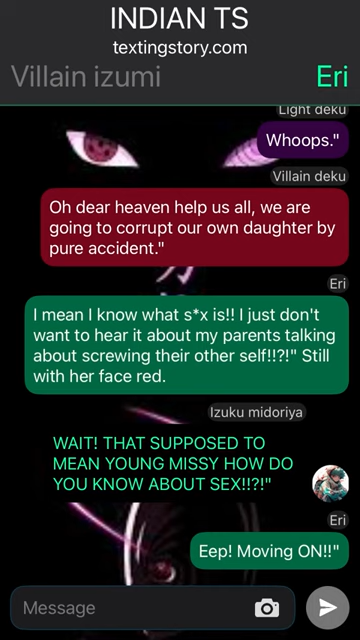 INDIAN TS
textingstory.com
Villain izumi
Eri
Light deku
Whoops."
Villain deku
Oh dear heaven help us all, we are
going to corrupt our own daughter by
pure accident."
Eri
I mean I know what s*x is!! I just don't
want to hear it about my parents talking
about screwing their other self!!?!" Still
with her face red.
Izuku midoriya
WAIT! THAT SUPPOSED TO
MEAN YOUNG MISSY HOW DO
YOU KNOW ABOUT SEX!!?!"
Eri
Eep! Moving ON!!"
Message